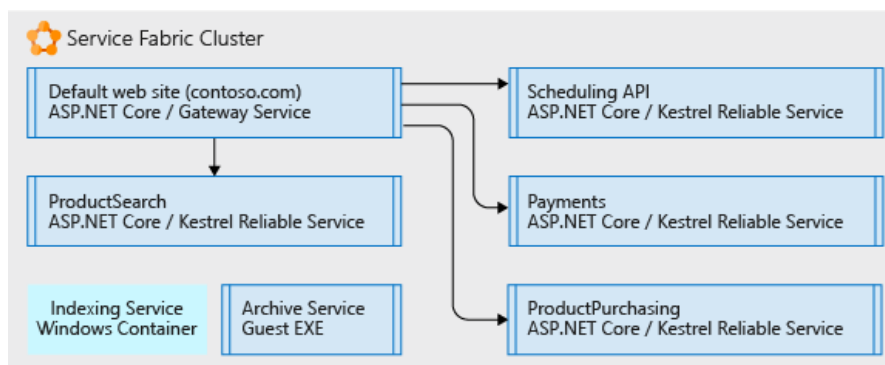 Service Fabric Cluster
Default web site (contoso.com)
ASP.NET Core / Gateway Service
Scheduling API
ASP.NET Core / Kestrel Reliable Service
ProductSearch
ASP.NET Core / Kestrel Reliable Service
Payments
ASP.NET Core / Kestrel Reliable Service
Indexing Service
Windows Container
Archive Service
Guest EXE
ProductPurchasing
ASP.NET Core / Kestrel Reliable Service